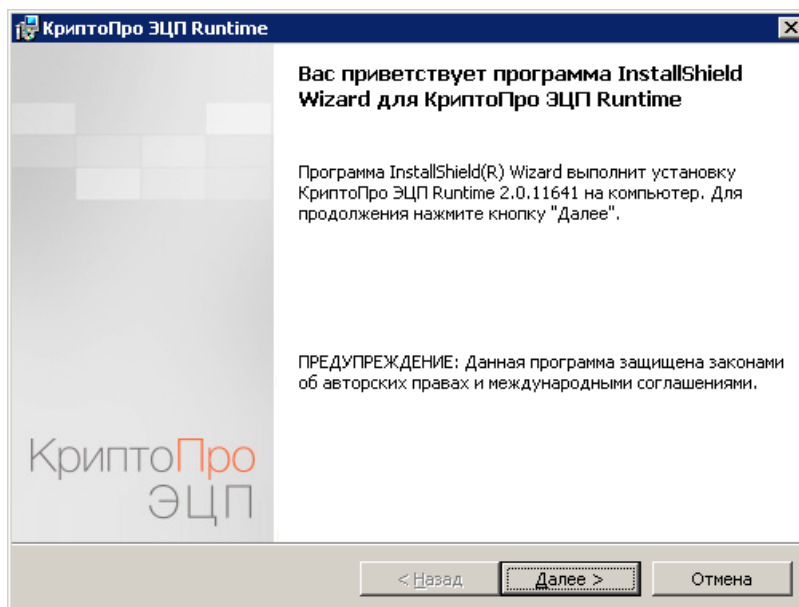 КриптоПро ЭЦП Runtime
Вас приветствует программа InstallShield
Wizard для КриптоПро ЭЦП Runtime
Программа InstallShield(R) Wizard выполнит установку
КриптоПро ЭЦП Runtime 2.0.11641 на компьютер. Для
продолжения нажмите кнопку "Далее".
ПРЕДУПРЕЖДЕНИЕ: Данная программа защищена законами
об авторских правах и международными соглашениями.
КриптоПро
ЭЦП
< Назад
Далее >
Отмена